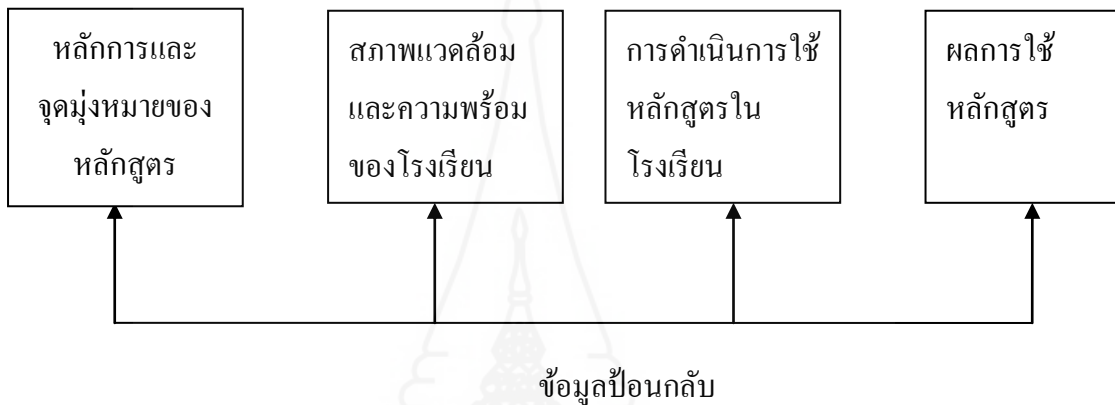 หลักการและ
จุดมุ่งหมายของ
หลักสูตร
สภาพแวดล้อม
และความพร้อม
ของโรงเรียน
การดำเนินการใช้
หลักสูตรใน
โรงเรียน
ผลการใช้
หลักสูตร
ข้อมูลป้อนกลับ